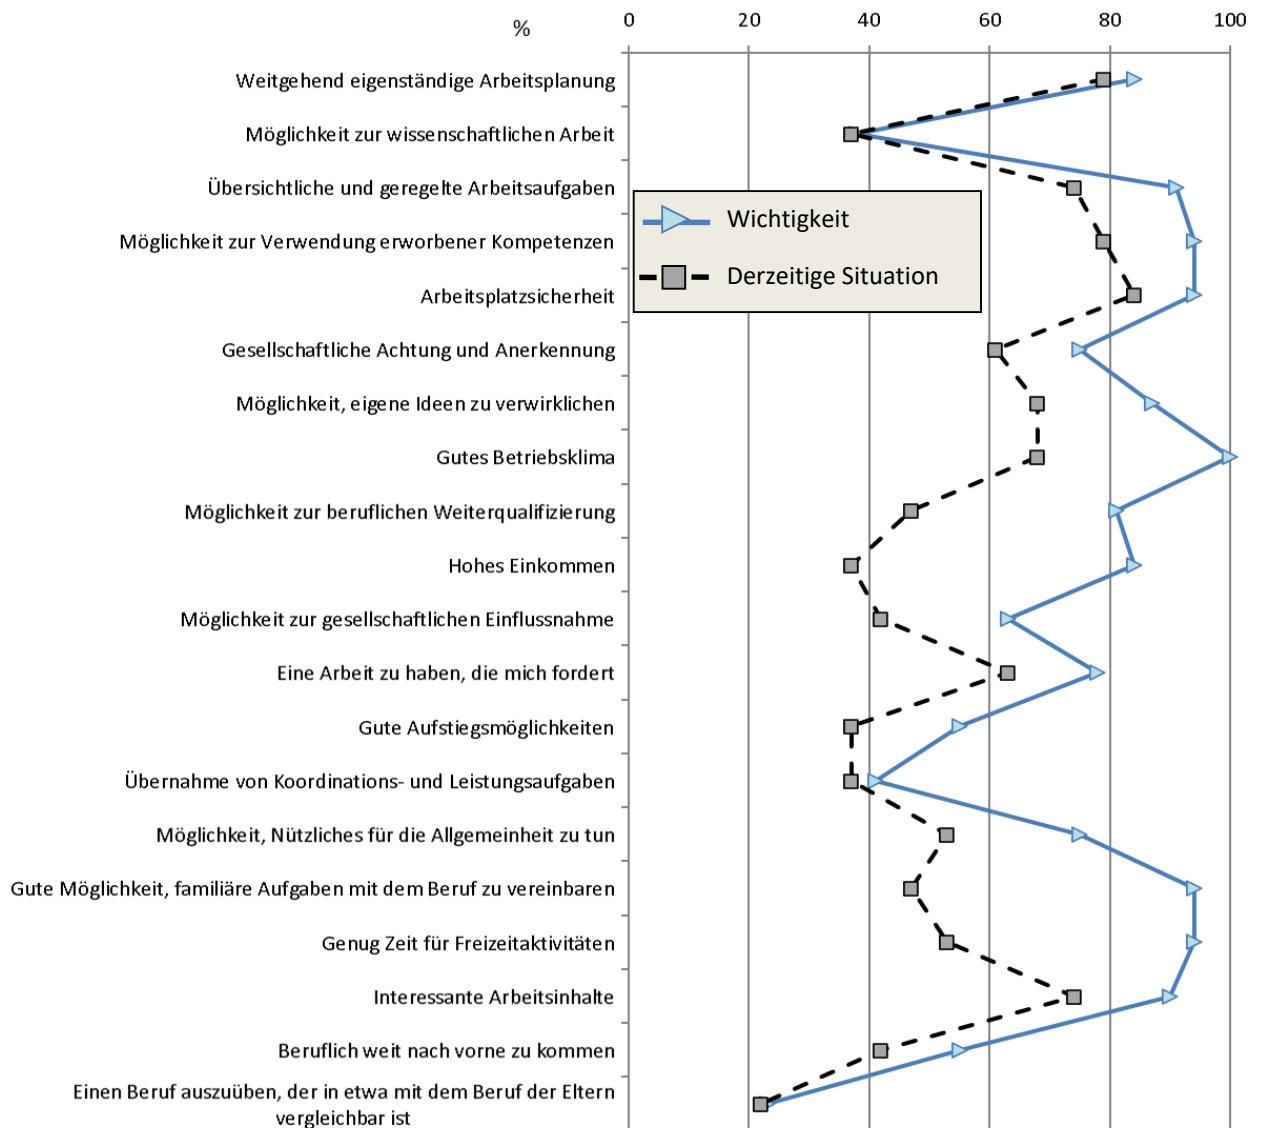 % 0 20 40 60 80 100
Weitgehend eigenständige Arbeitsplanung
Möglichkeit zur wissenschaftlichen Arbeit
Übersichtliche und geregelte Arbeitsaufgaben
Möglichkeit zur Verwendung erworbener Kompetenzen
Arbeitsplatzsicherheit
Gesellschaftliche Achtung und Anerkennung
Möglichkeit, eigene Ideen zu verwirklichen
Gutes Betriebsklima
Möglichkeit zur beruflichen Weiterqualifizierung
Hohes Einkommen
Möglichkeit zur gesellschaftlichen Einflussnahme
Eine Arbeit zu haben, die mich fordert
Gute Aufstiegsmöglichkeiten
Übernahme von Koordinations- und Leistungsaufgaben
Möglichkeit, Nützliches für die Allgemeinheit zu tun
Gute Möglichkeit, familiäre Aufgaben mit dem Beruf zu vereinbaren
Genug Zeit für Freizeitaktivitäten
Interessante Arbeitsinhalte
Beruflich weit nach vorne zu kommen
Einen Beruf auszuüben, der in etwa mit dem Beruf der Eltern
vergleichbar ist
Wichtigkeit
Derzeitige Situation